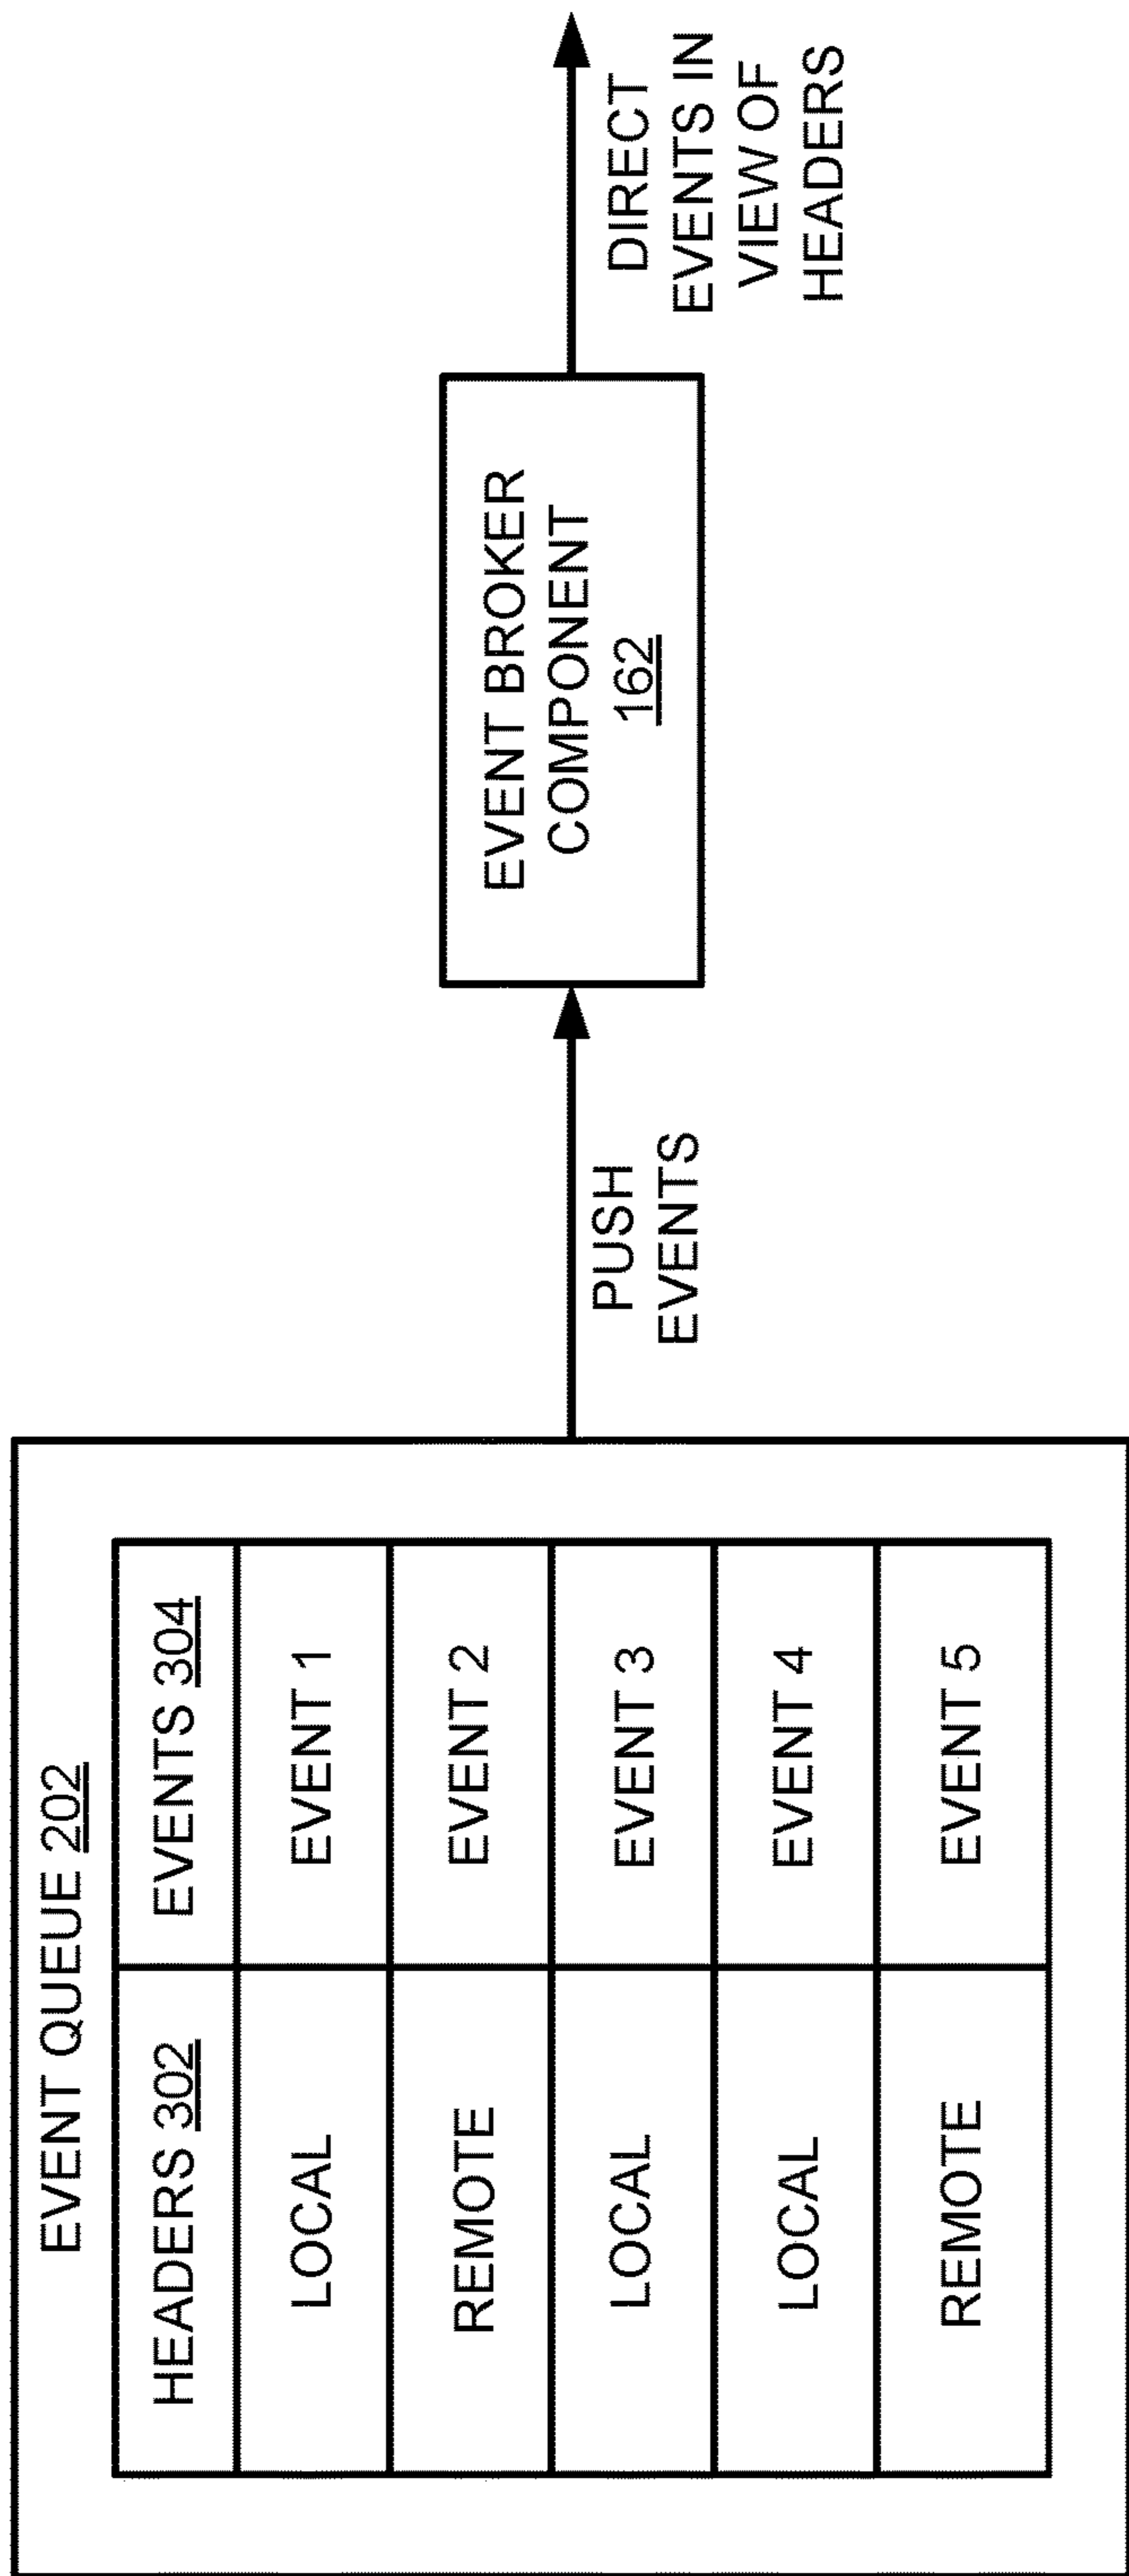 EVENT QUEUE 202
HEADERS 302
EVENTS 304
LOCAL
EVENT 1
REMOTE
EVENT 2
LOCAL
EVENT 3
LOCAL
EVENT 4
REMOTE
EVENT 5
PUSH
EVENTS
EVENT BROKER
COMPONENT
162
DIRECT
EVENTS IN
VIEW OF
HEADERS